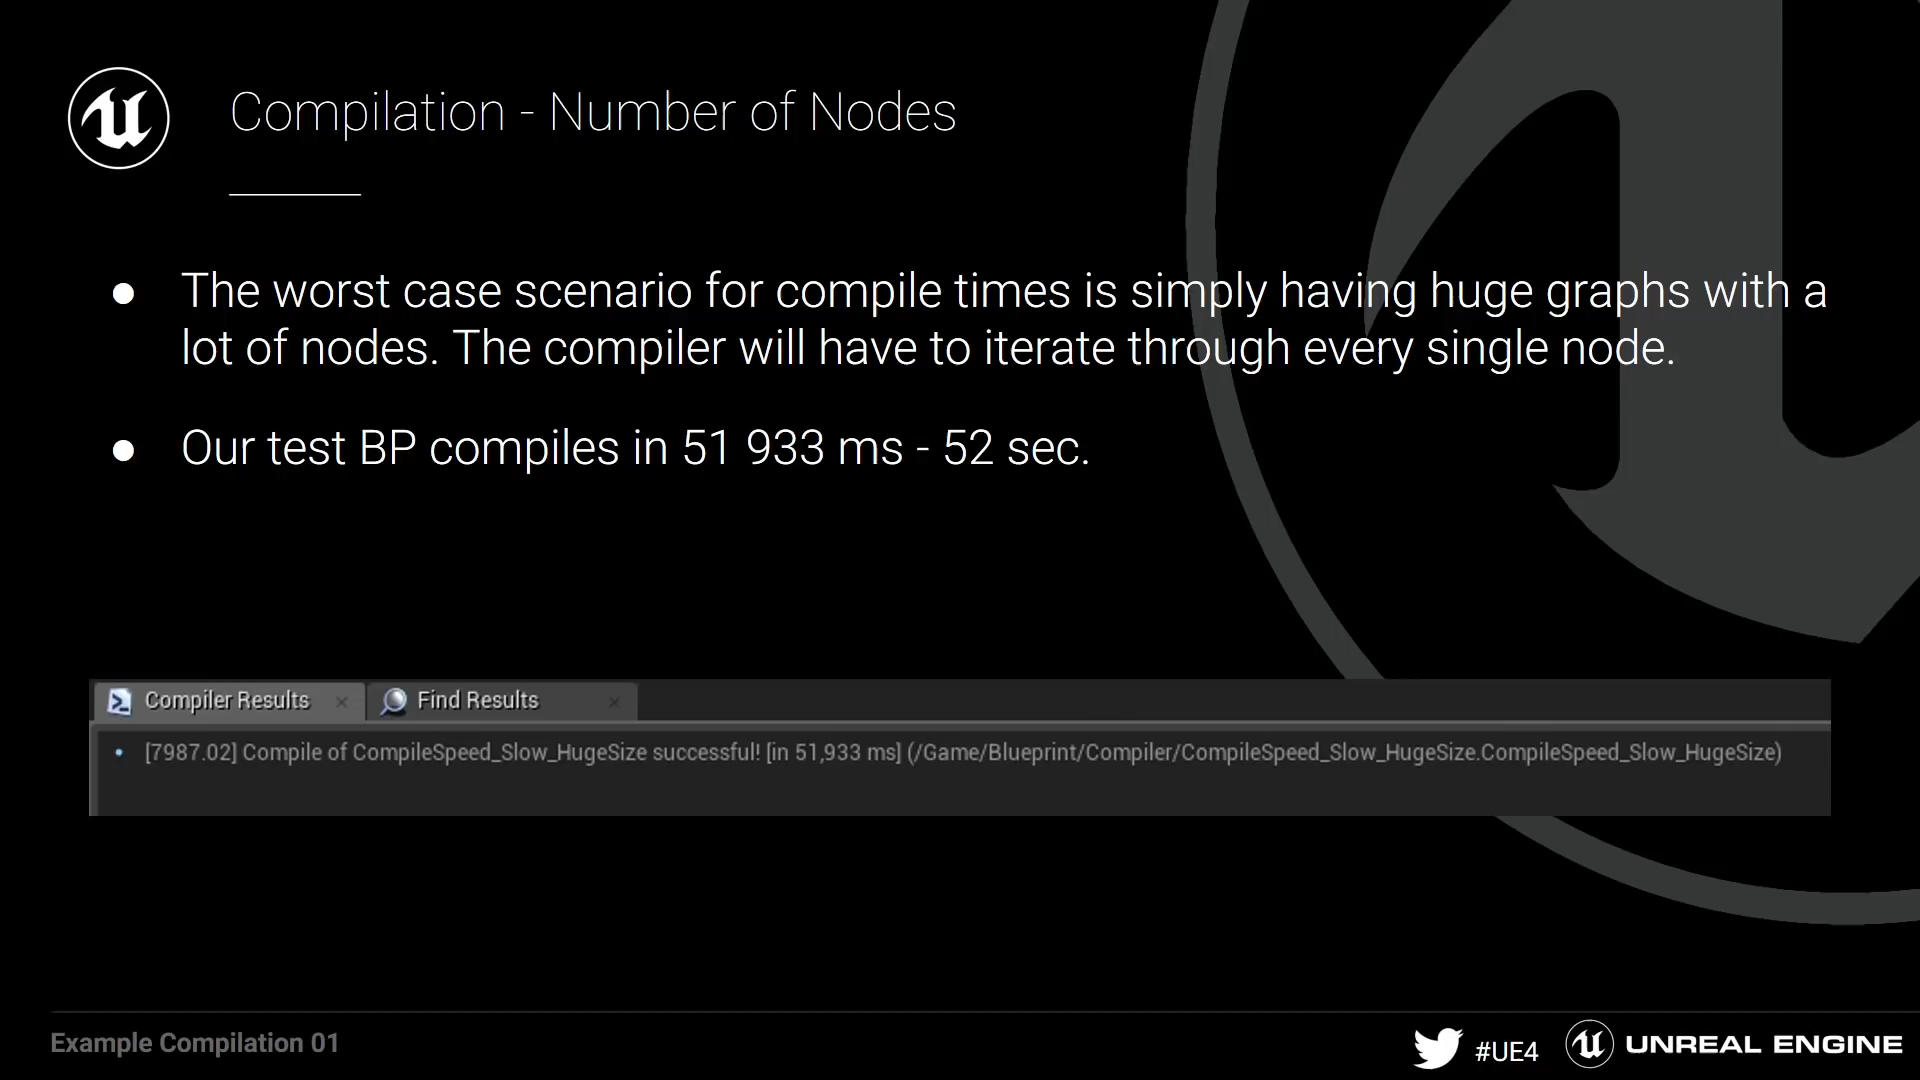 Compilation - Number of Nodes
● The worst case scenario for compile times is simply having huge graphs with a
lot of nodes. The compiler will have to iterate through every single node.
● Our test BP compiles in 51 933 ms - 52 sec.
Compiler Results × Find Results ×
• [7987.02] Compile of CompileSpeed_Slow_HugeSize successful! [in 51,933 ms] (/Game/Blueprint/Compiler/CompileSpeed_Slow_HugeSize.CompileSpeed_Slow_HugeSize)
Example Compilation 01
#UE4 UNREAL ENGINE